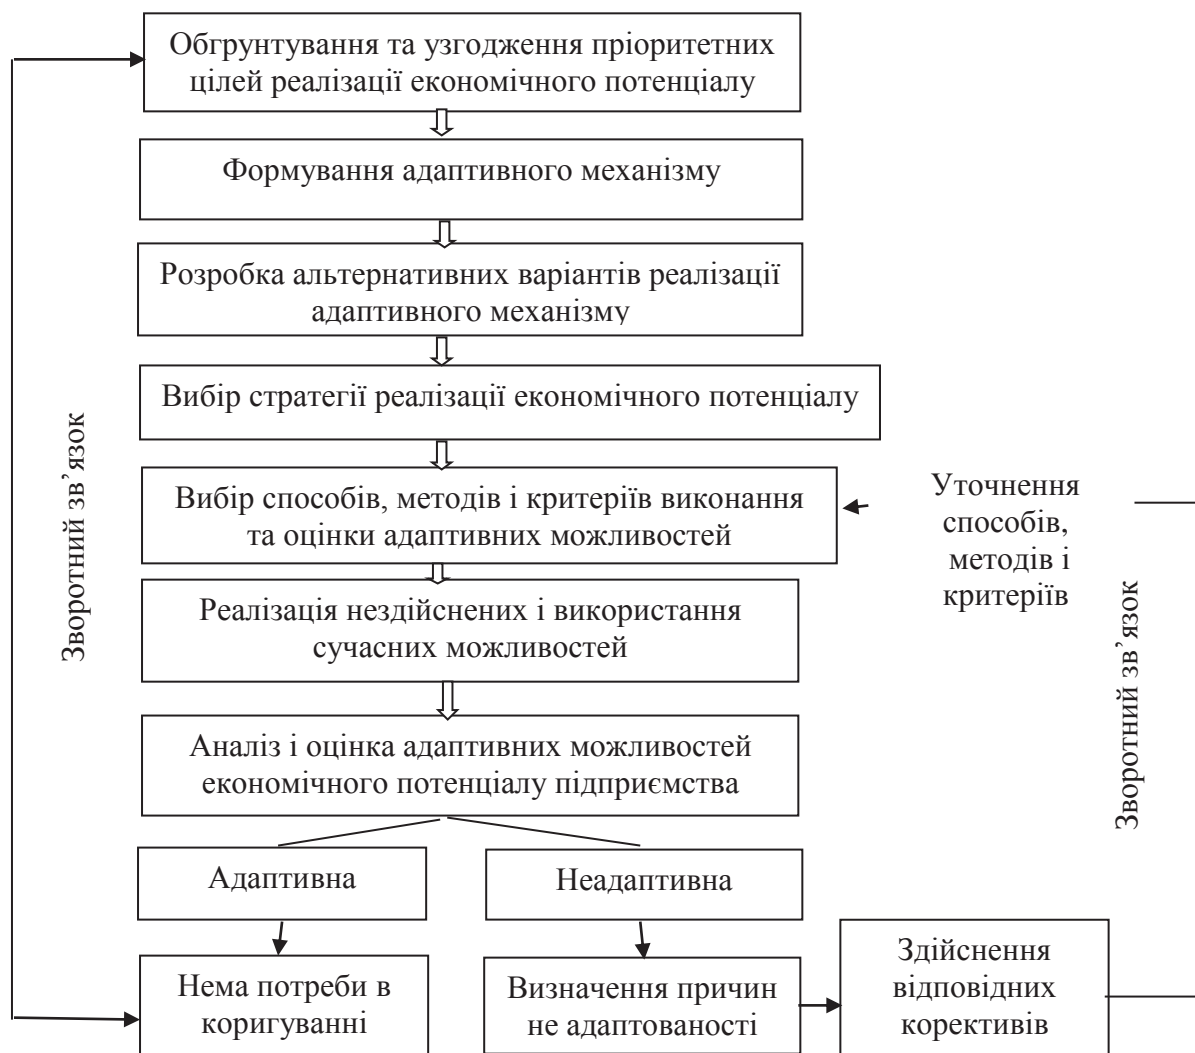 Обгрунтування та узгодження пріоритетних
цілей реалізації економічного потенціалу
Формування адаптивного механізму
Розробка альтернативних варіантів реалізації
адаптивного механізму
Вибір стратегії реалізації економічного потенціалу
Зворотний зв’язок
Вибір способів, методів і критеріїв виконання
та оцінки адаптивних можливостей
Уточнення
способів,
методів і
критеріїв
Реалізація нездійснених і використання
сучасних можливостей
Зворотний зв’язок
Аналіз і оцінка адаптивних можливостей
економічного потенціалу підприємства
Адаптивна
Неадаптивна
Нема потреби в
коригуванні
Визначення причин
не адаптованості
Здійснення
відповідних
корективів